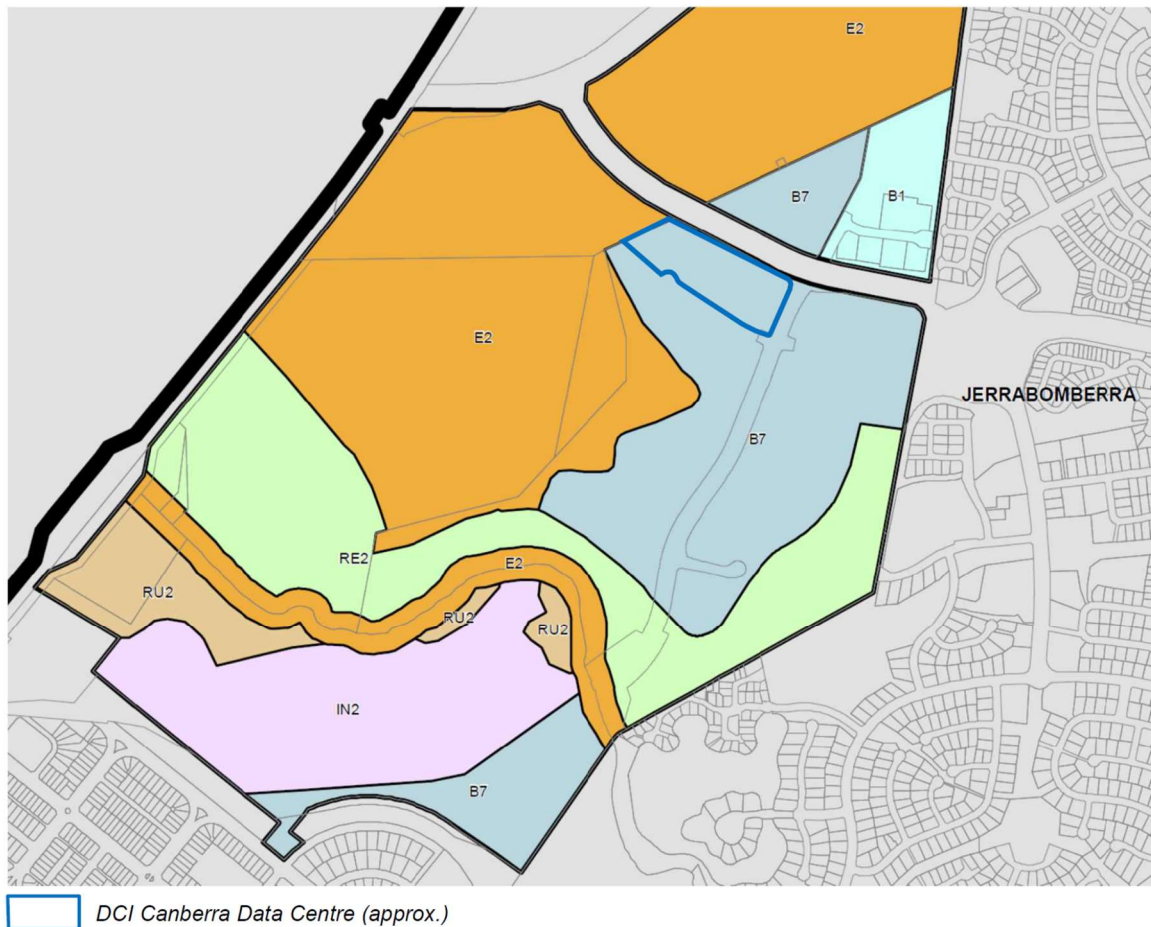 E2
B7
B1
E2
JERRABOMBERRA
B7
RE2
E2
RU2
RU2
RU2
IN2
B7
DCI Canberra Data Centre (approx.)